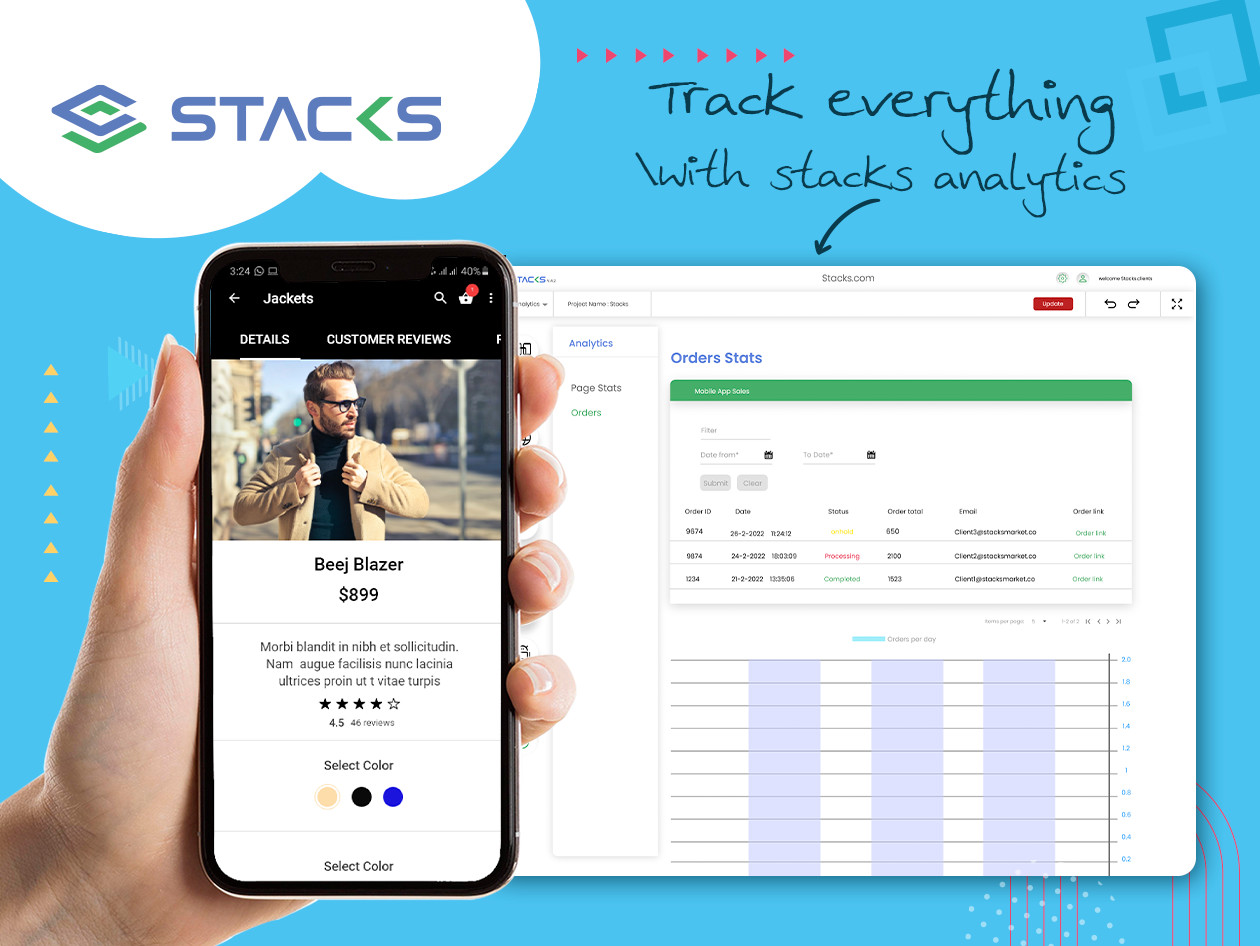 STACKS
Track everything
with stacks analytics
3:24
40%
Jackets
DETAILS
CUSTOMER REVIEWS
Beej Blazer
$899
Morbi blandit in nibh et sollicitudin.
Nam augue facilisis nunc lacinia
ultrices proin ut t vitae turpis
4.5 46 reviews
Select Color
Select Color
Stacks.com
welcome Stacks clients
Project Name : Stacks
Update
Analytics
Page Stats
Orders
Orders Stats
Mobile App Sales
Filter
Date from*
To Date*
Submit
Clear
Order ID Date Status Order total Email Order link
9674 26-2-2022 11:24:12 onhold 650 Client3@stacksmarket.co Order link
9874 24-2-2022 18:03:09 Processing 2100 Client2@stacksmarket.co Order link
1234 21-2-2022 13:35:06 Completed 1523 Client1@stacksmarket.co Order link
Items per page: 5 1-2 of 2
Orders per day
2.0
1.8
1.6
1.4
1.2
1
0.8
0.6
0.4
0.2